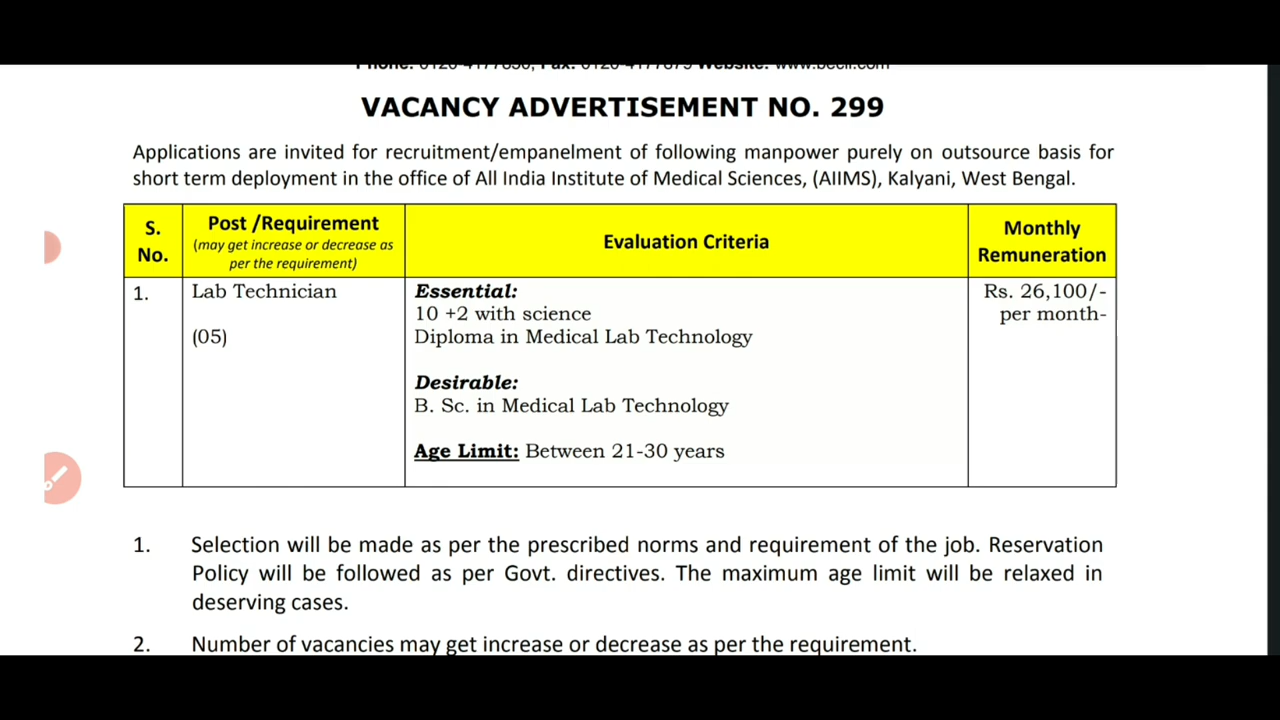 VACANCY ADVERTISEMENT NO. 299
Applications are invited for recruitment/empanelment of following manpower purely on outsource basis for
short term deployment in the office of All India Institute of Medical Sciences, (AIIMS), Kalyani, West Bengal.
S. No.
Post /Requirement
(may get increase or decrease as
per the requirement)
Evaluation Criteria
Monthly
Remuneration
1.
Lab Technician
(05)
Essential:
10 +2 with science
Diploma in Medical Lab Technology
Desirable:
B. Sc. in Medical Lab Technology
Age Limit: Between 21-30 years
Rs. 26,100/-
per month-
1. Selection will be made as per the prescribed norms and requirement of the job. Reservation
Policy will be followed as per Govt. directives. The maximum age limit will be relaxed in
deserving cases.
2. Number of vacancies may get increase or decrease as per the requirement.